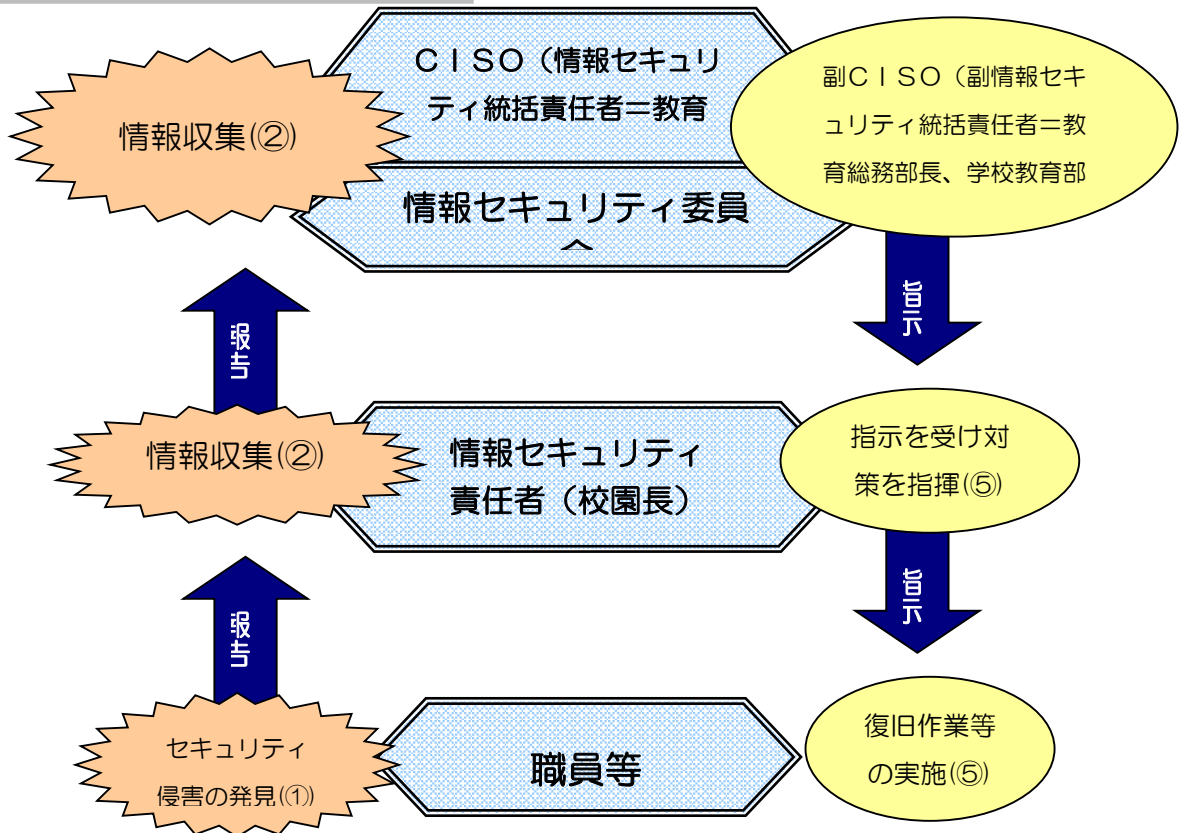 CISO(情報セキュリ
ティ統括責任者=教育
情報収集(②)
副CISO(副情報セキ
ュリティ統括責任者=教
育総務部長、学校教育部
情報セキュリティ委員
報告
指示
情報収集(②)
情報セキュリティ
責任者(校園長)
指示を受け対
策を指揮(⑤)
報告
指示
セキュリティ
侵害の発見(①)
職員等
復旧作業等
の実施(⑤)